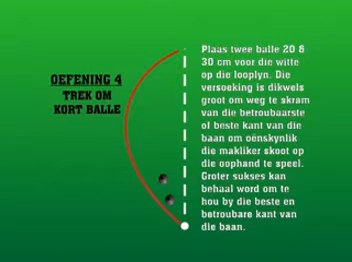 OEFENING 4
TREK OM
KORT BALLE
Plaas twee balle 20 &
30 cm voor die witte
op die looplyn. Die
versoeking is dikwels
groot om weg te skram
van die betroubaarste
of beste kant van die
baan om oënskynlik
die makliker skoot op
die oophand te speel.
Groter sukses kan
behaal word om te
hou by die beste en
betroubare kant van
die baan.